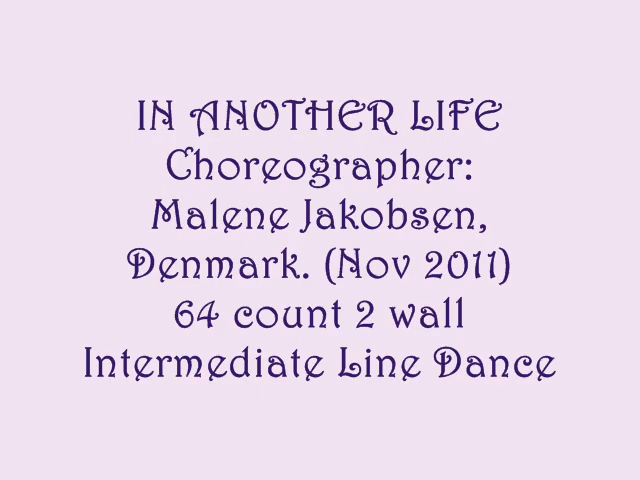 IN ANOTHER LIFE
Choreographer:
Malene Jakobsen,
Denmark. (Nov 2011)
64 count 2 wall
Intermediate Line Dance